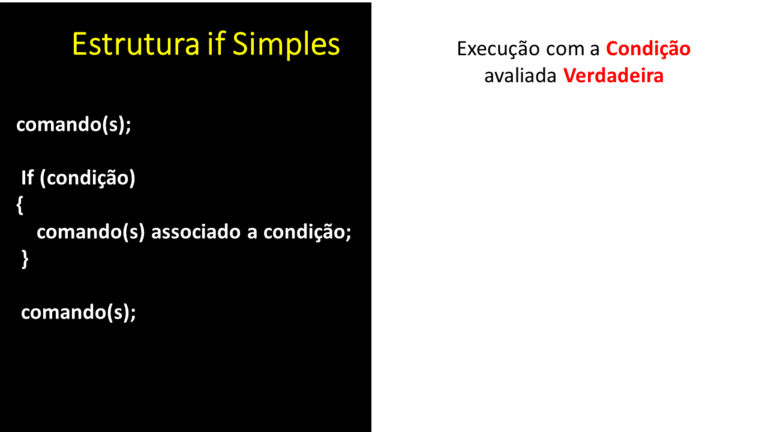 Estrutura if Simples
comando(s);
If (condição)
{
comando(s) associado a condição;
}
comando(s);
Execução com a Condição
avaliada Verdadeira